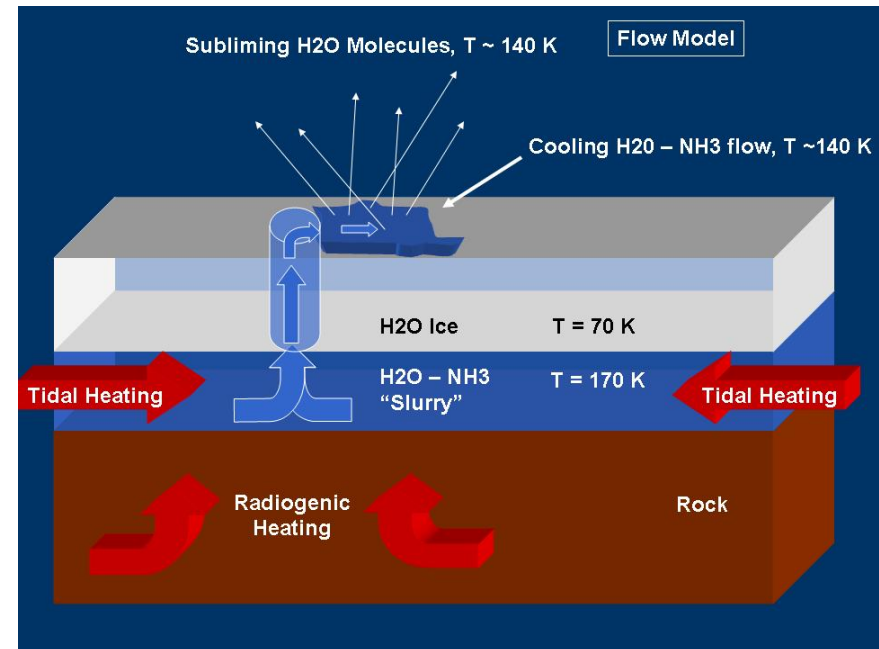 Subliming H2O Molecules, T ~ 140 K
Flow Model
Cooling H20 – NH3 flow, T ~140 K
H2O Ice T = 70 K
H2O – NH3 T = 170 K
“Slurry”
Tidal Heating
Tidal Heating
Radiogenic
Heating
Rock